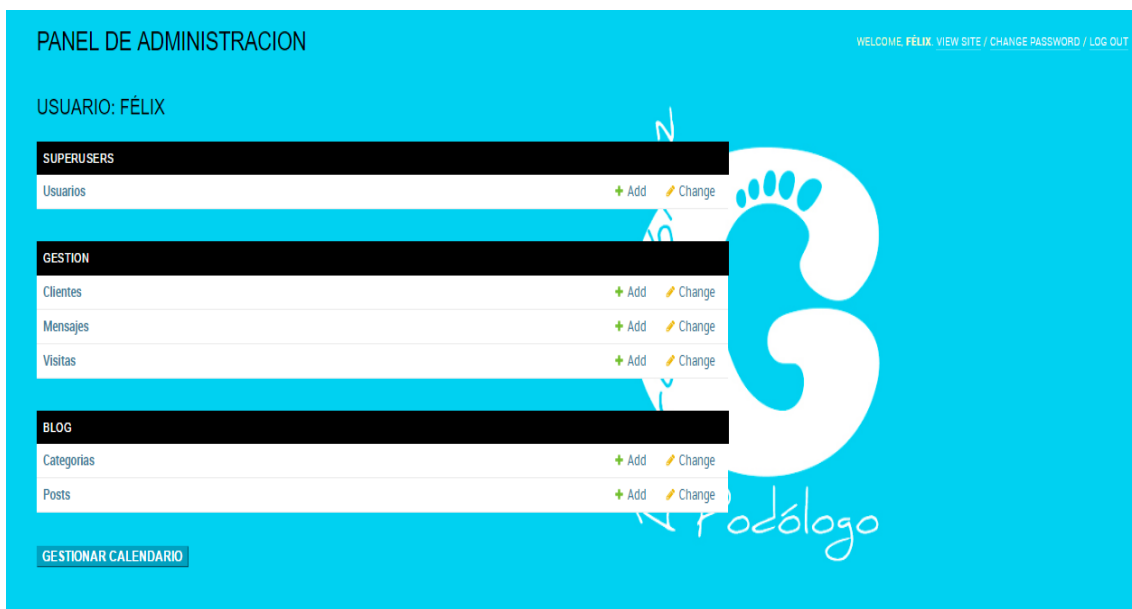 PANEL DE ADMINISTRACION
WELCOME, FÉLIX. VIEW SITE / CHANGE PASSWORD / LOG OUT
USUARIO: FÉLIX
SUPERUSERS
Usuarios Add Change
GESTION
Clientes Add Change
Mensajes Add Change
Visitas Add Change
BLOG
Categorias Add Change
Posts Add Change
Podólogo
GESTIONAR CALENDARIO